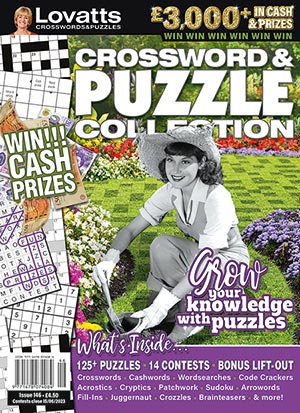 Lovatts
CROSSWORDS&PUZZLES
£3,000+ IN CASH & PRIZES
WIN WIN WIN WIN WIN WIN
CROSSWORD &
PUZZLE
COLLECTION
WIN!!!
CASH
PRIZES
Grow
your
knowledge
with puzzles
What's Inside...
125+ PUZZLES • 14 CONTESTS • BONUS LIFT-OUT
Crosswords • Cashwords • Wordsearches • Code Crackers
Acrostics • Cryptics • Patchwork • Sudoku • Arrowords
Fill-Ins • Juggernaut • Crozzles • Brainteasers & more!
Issue 146 • £4.50
Contests close 15/06/2023